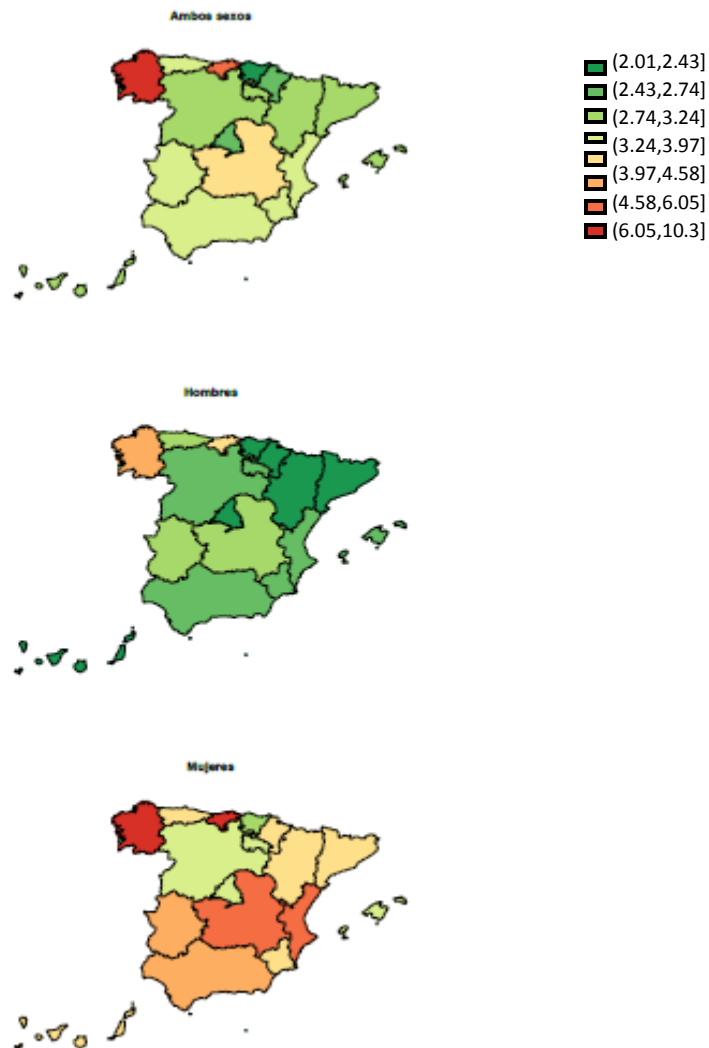 Ambos sexos
(2.01,2.43]
(2.43,2.74]
(2.74,3.24]
(3.24,3.97]
(3.97,4.58]
(4.58,6.05]
(6.05,10.3]
Hombres
Mujeres